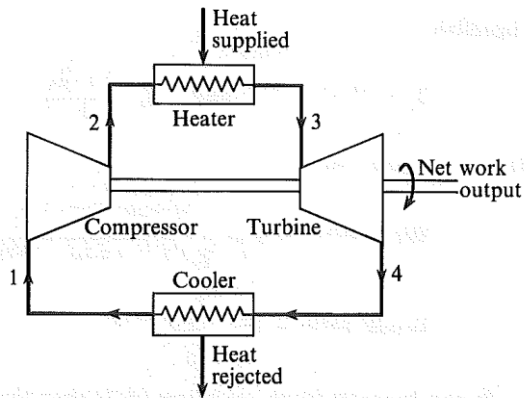 Heat
supplied
2
Heater
3
Net work
output
Compressor
Turbine
1
Cooler
4
Heat
rejected